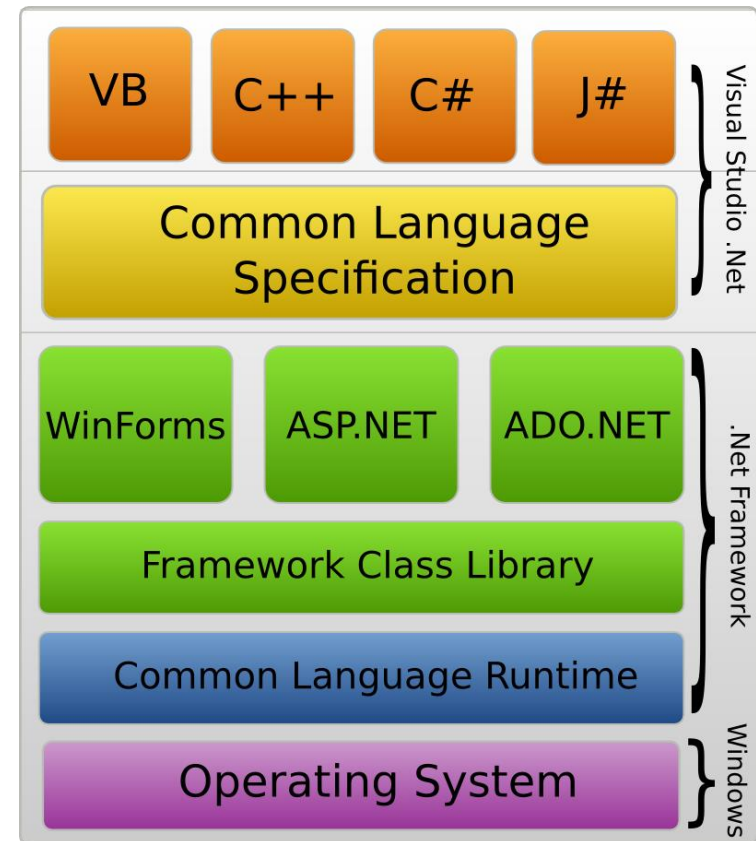 VB
C++
C#
J#
Visual Studio .Net
Common Language
Specification
WinForms
ASP.NET
ADO.NET
.Net Framework
Framework Class Library
Common Language Runtime
Operating System
Windows